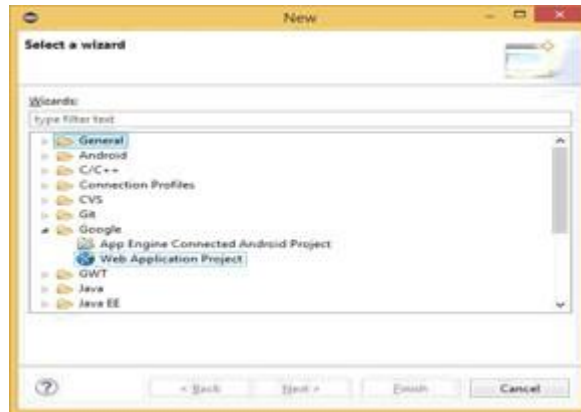 New
Select a wizard
Wizards:
type filter text
General
Android
C/C++
Connection Profiles
CVS
Git
Google
App Engine Connected Android Project
Web Application Project
GWT
Java
Java EE
? < Back Next > Finish Cancel